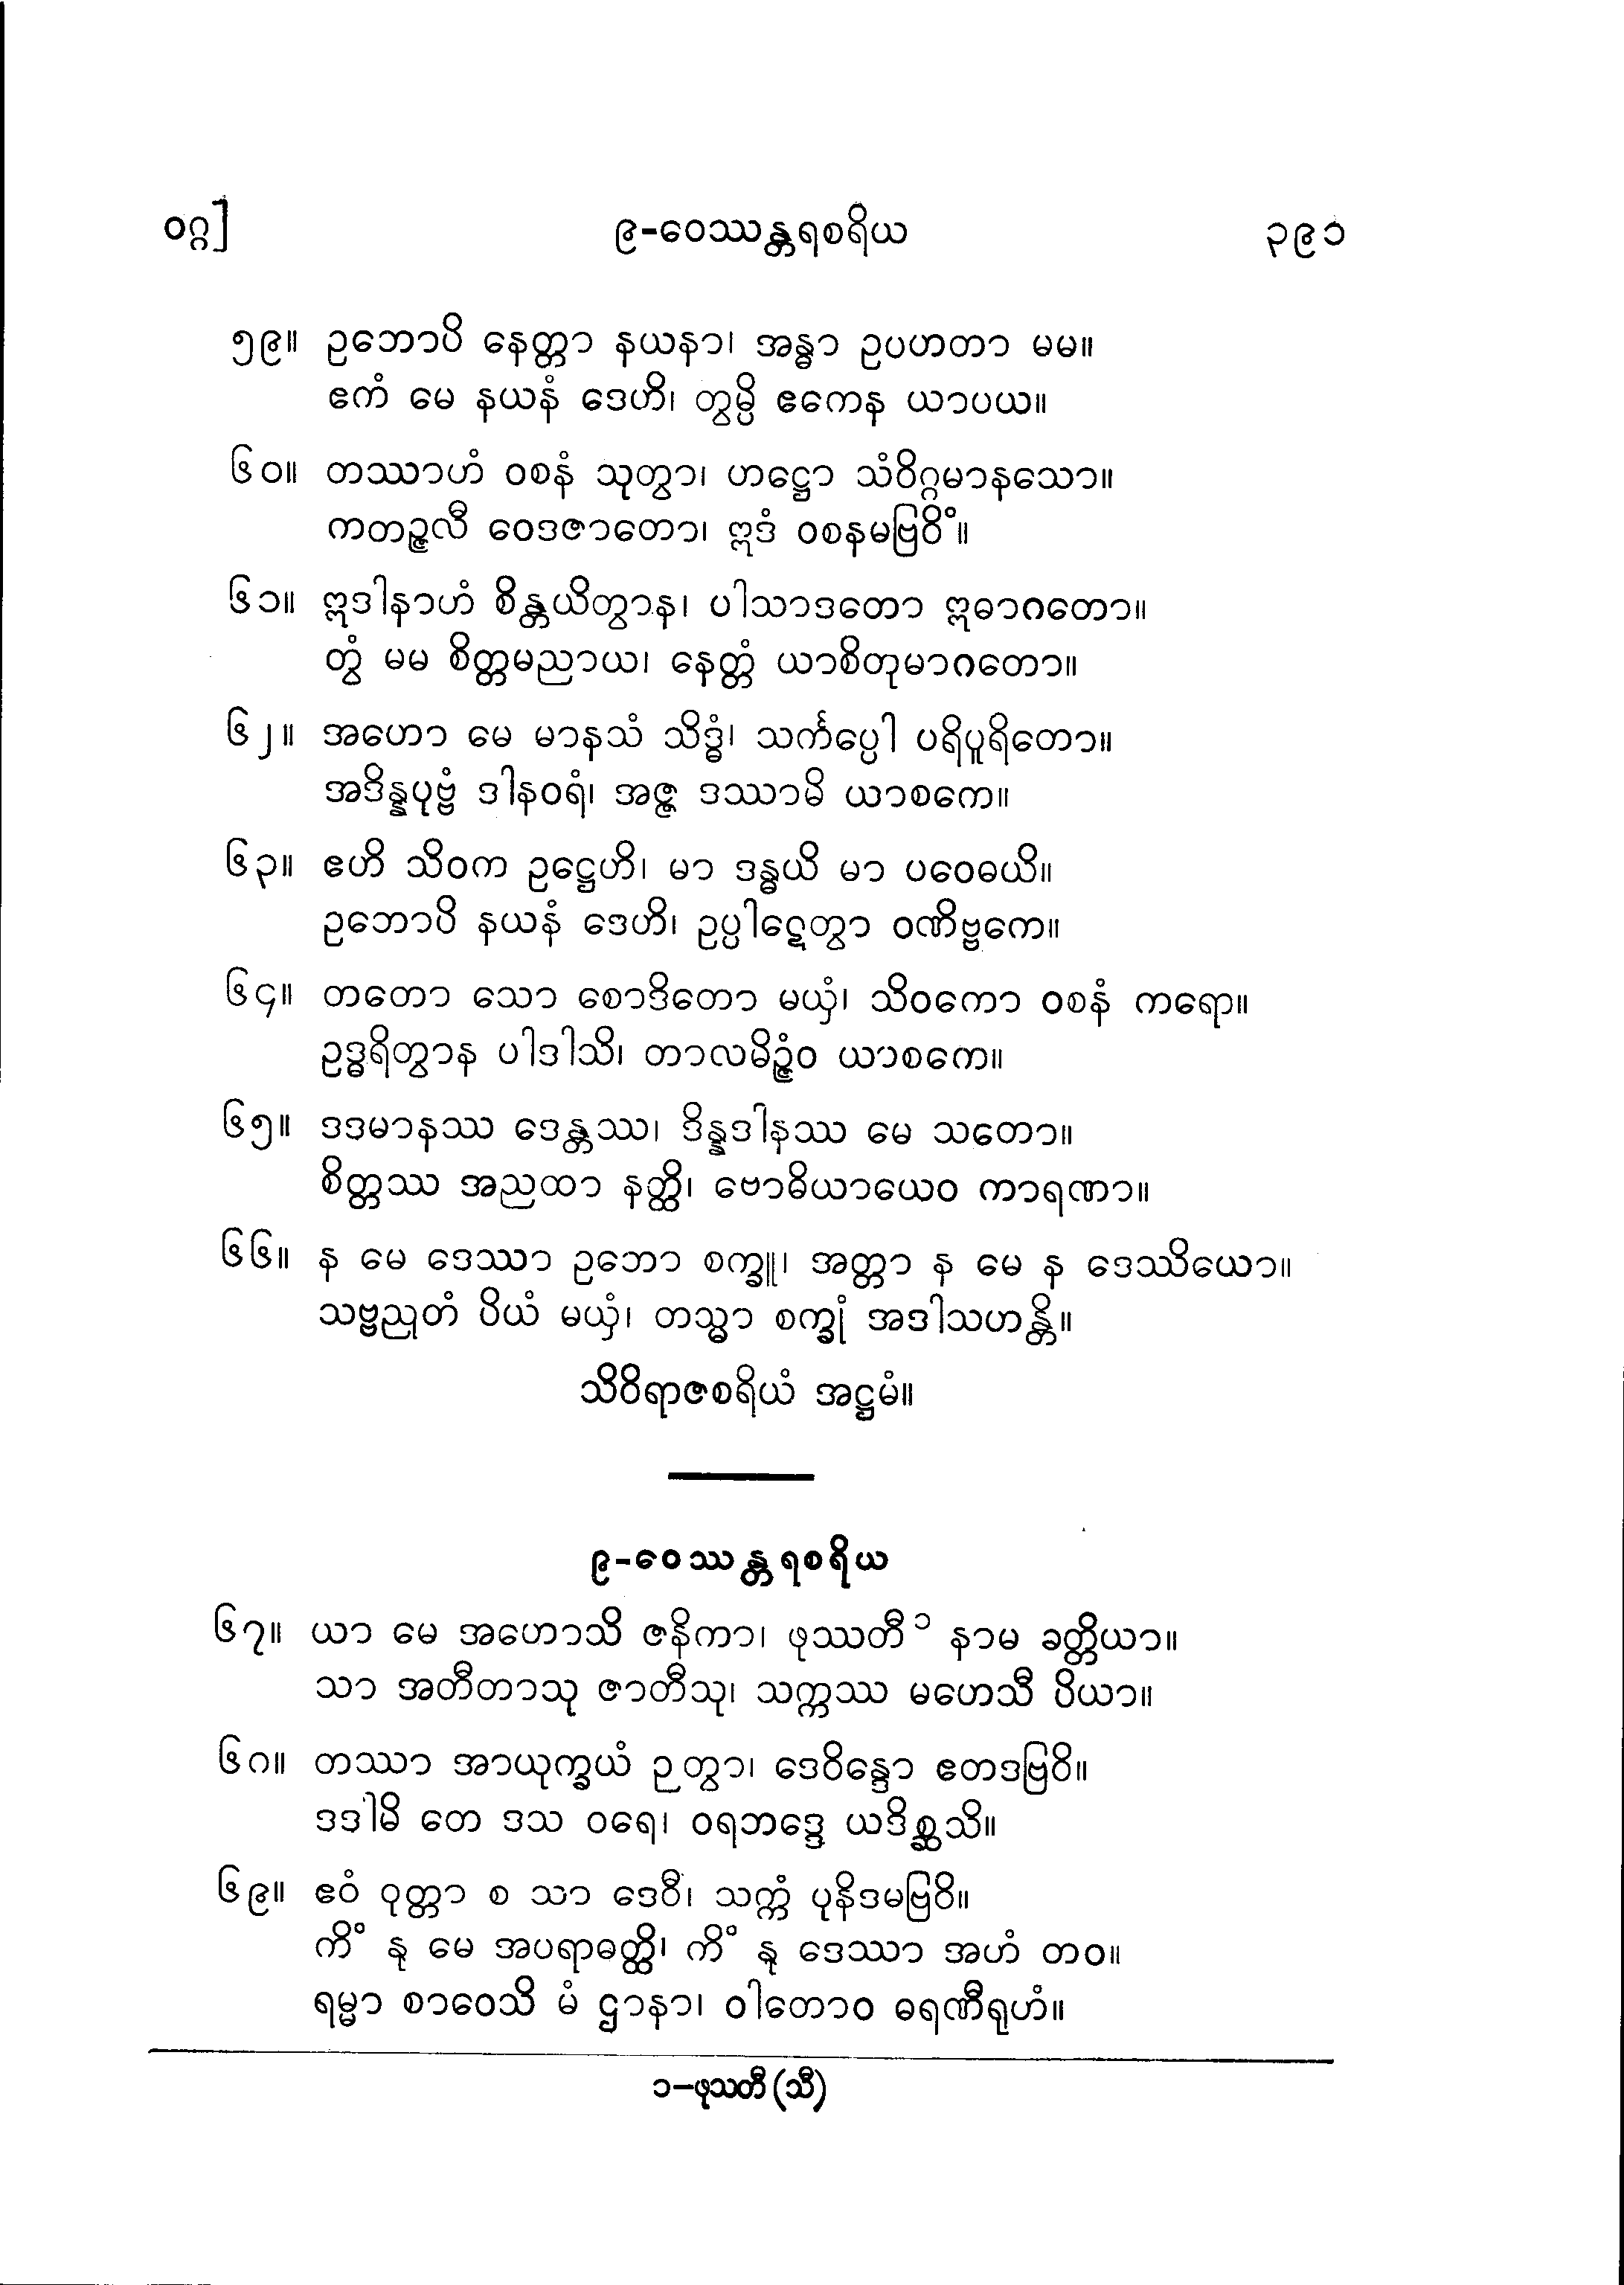 ဝဂ္ဂ] ၉-ဝေဿန္တရစရိယ ၃၉၁
၅၉။ ဥဘောပိ နေတ္တာ နယနာ၊ အန္ဓာ ဥပဟတာ မမ။
ဧကံ မေ နယနံ ဒေဟိ၊ တွမ္ပိ ဧကေန ယာပယ။
၆၀။ တဿာဟံ ဝစနံ သုတွာ၊ ဟဋ္ဌော သံဝိဂ္ဂမာနသော။
ကတဉ္ဇလီ ဝေဒဇာတော၊ ဣဒံ ဝစနမဗြဝိံ။
၆၁။ ဣဒါနာဟံ စိန္တယိတွာန၊ ပါသာဒတော ဣဓာဂတော။
တွံ မမ စိတ္တမညာယ၊ နေတ္တံ ယာစိတုမာဂတော။
၆၂။ အဟော မေ မာနသံ သိဒ္ဓံ၊ သင်္ကပ္ပေါ ပရိပူရိတော။
အဒိန္နပုဗ္ဗံ ဒါနဝရံ၊ အဇ္ဇ ဒဿာမိ ယာစကေ။
၆၃။ ဧဟိ သိဝက ဥဋ္ဌေဟိ၊ မာ ဒန္ဓယိ မာ ပဝေဓယိ။
ဥဘောပိ နယနံ ဒေဟိ၊ ဥပ္ပါဋေတွာ ဝဏိဗ္ဗကေ။
၆၄။ တတော သော စောဒိတော မယှံ၊ သိဝကော ဝစနံ ကရော။
ဥဒ္ဓရိတွာန ပါဒါသိ၊ တာလမိဉ္ဇံဝ ယာစကေ။
၆၅။ ဒဒမာနဿ ဒေန္တဿ၊ ဒိန္နဒါနဿ မေ သတော။
စိတ္တဿ အညထာ နတ္ထိ၊ ဗောဓိယာယေဝ ကာရဏာ။
၆၆။ န မေ ဒေဿာ ဥဘော စက္ခူ၊ အတ္တာ န မေ န ဒေဿိယော။
သဗ္ဗညုတံ ပိယံ မယှံ၊ တသ္မာ စက္ခုံ အဒါသဟန္တိ။
သိဝိရာဇစရိယံ အဋ္ဌမံ။
၉-ဝေဿန္တရစရိယ
၆၇။ ယာ မေ အဟောသိ ဇနိကာ၊ ဖုဿတီ ၁ နာမ ခတ္တိယာ။
သာ အတီတာသု ဇာတီသု၊ သက္ကဿ မဟေသီ ပိယာ။
၆၈။ တဿာ အာယုက္ခယံ ဉတွာ၊ ဒေဝိန္ဒော ဧတဒဗြဝိ။
ဒဒါမိ တေ ဒသ ဝရေ၊ ဝရဘဒ္ဒေ ယဒိစ္ဆသိ။
၆၉။ ဧဝံ ဝုတ္တာ စ သာ ဒေဝီ၊ သက္ကံ ပုနိဒမဗြဝိ။
ကိံ နု မေ အပရာဓတ္ထိ၊ ကိံ နု ဒေဿာ အဟံ တဝ။
ရမ္မာ စာဝေသိ မံ ဌာနာ၊ ဝါတောဝ ဓရဏီရုဟံ။
၁–ဖုသတီ (သီ)